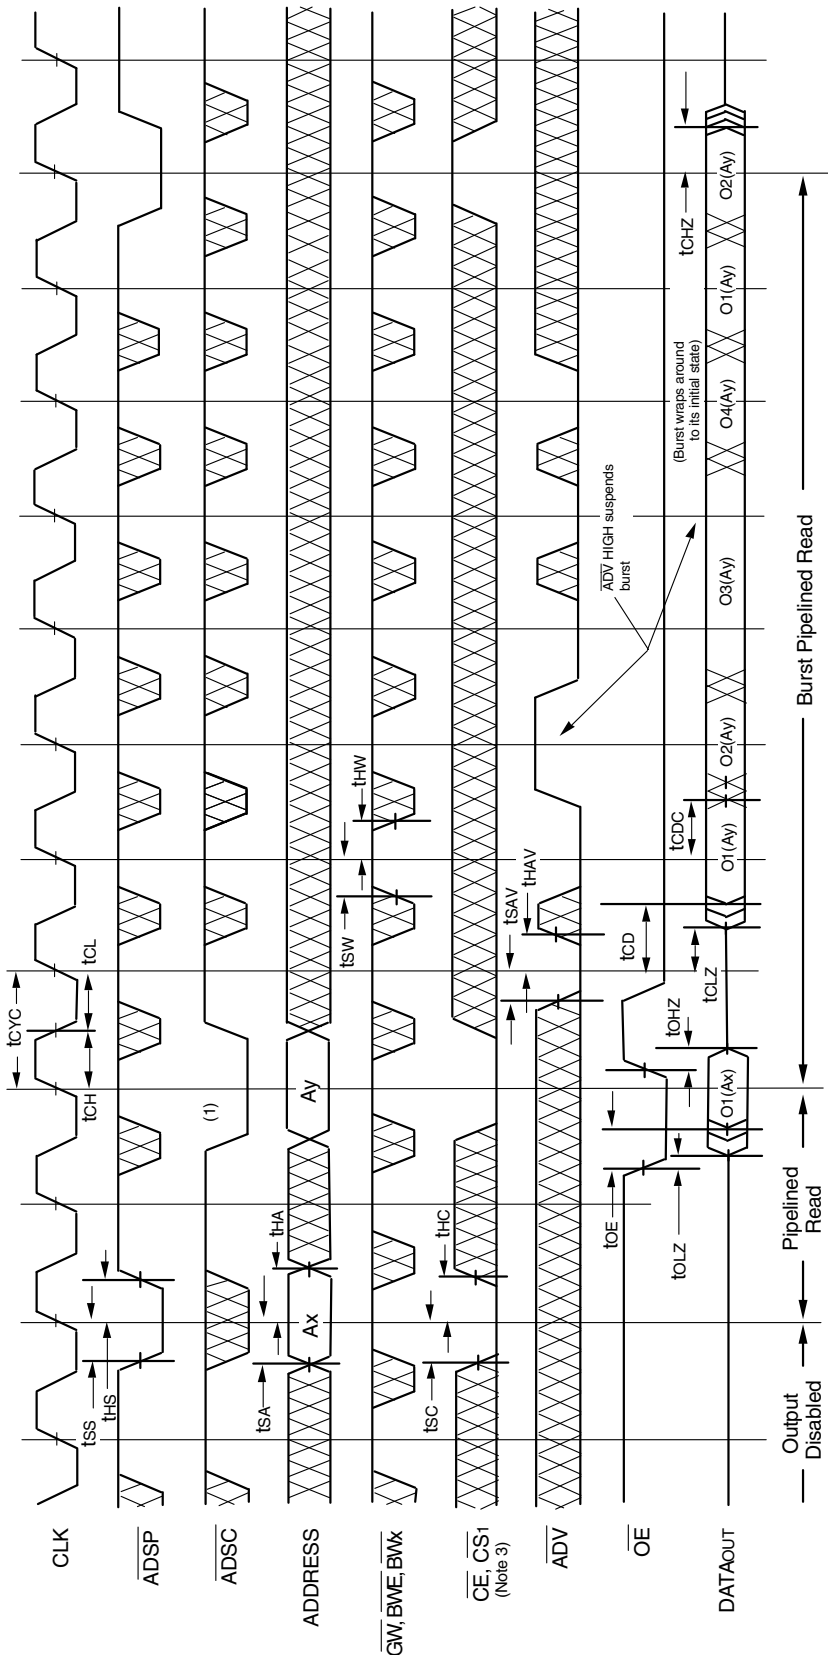 CLK
tCYC
tCH
tCL
tSS
tHS
ADSP
(1)
ADSC
tSA
tHA
ADDRESS
Ax
Ay
tSW
tHW
GW, BWE, BWx
tSC
tHC
CE, CS1
(Note 3)
tSAV
tHAV
ADV
ADV HIGH suspends
burst
OE
tOE
tOHZ
tCD
tOLZ
tCLZ
tCDC
(Burst wraps around
to its initial state)
tCHZ
DATAOUT
O1(Ax)
O1(Ay)
O2(Ay)
O3(Ay)
O4(Ay)
O1(Ay)
O2(Ay)
Output
Disabled
Pipelined
Read
Burst Pipelined Read